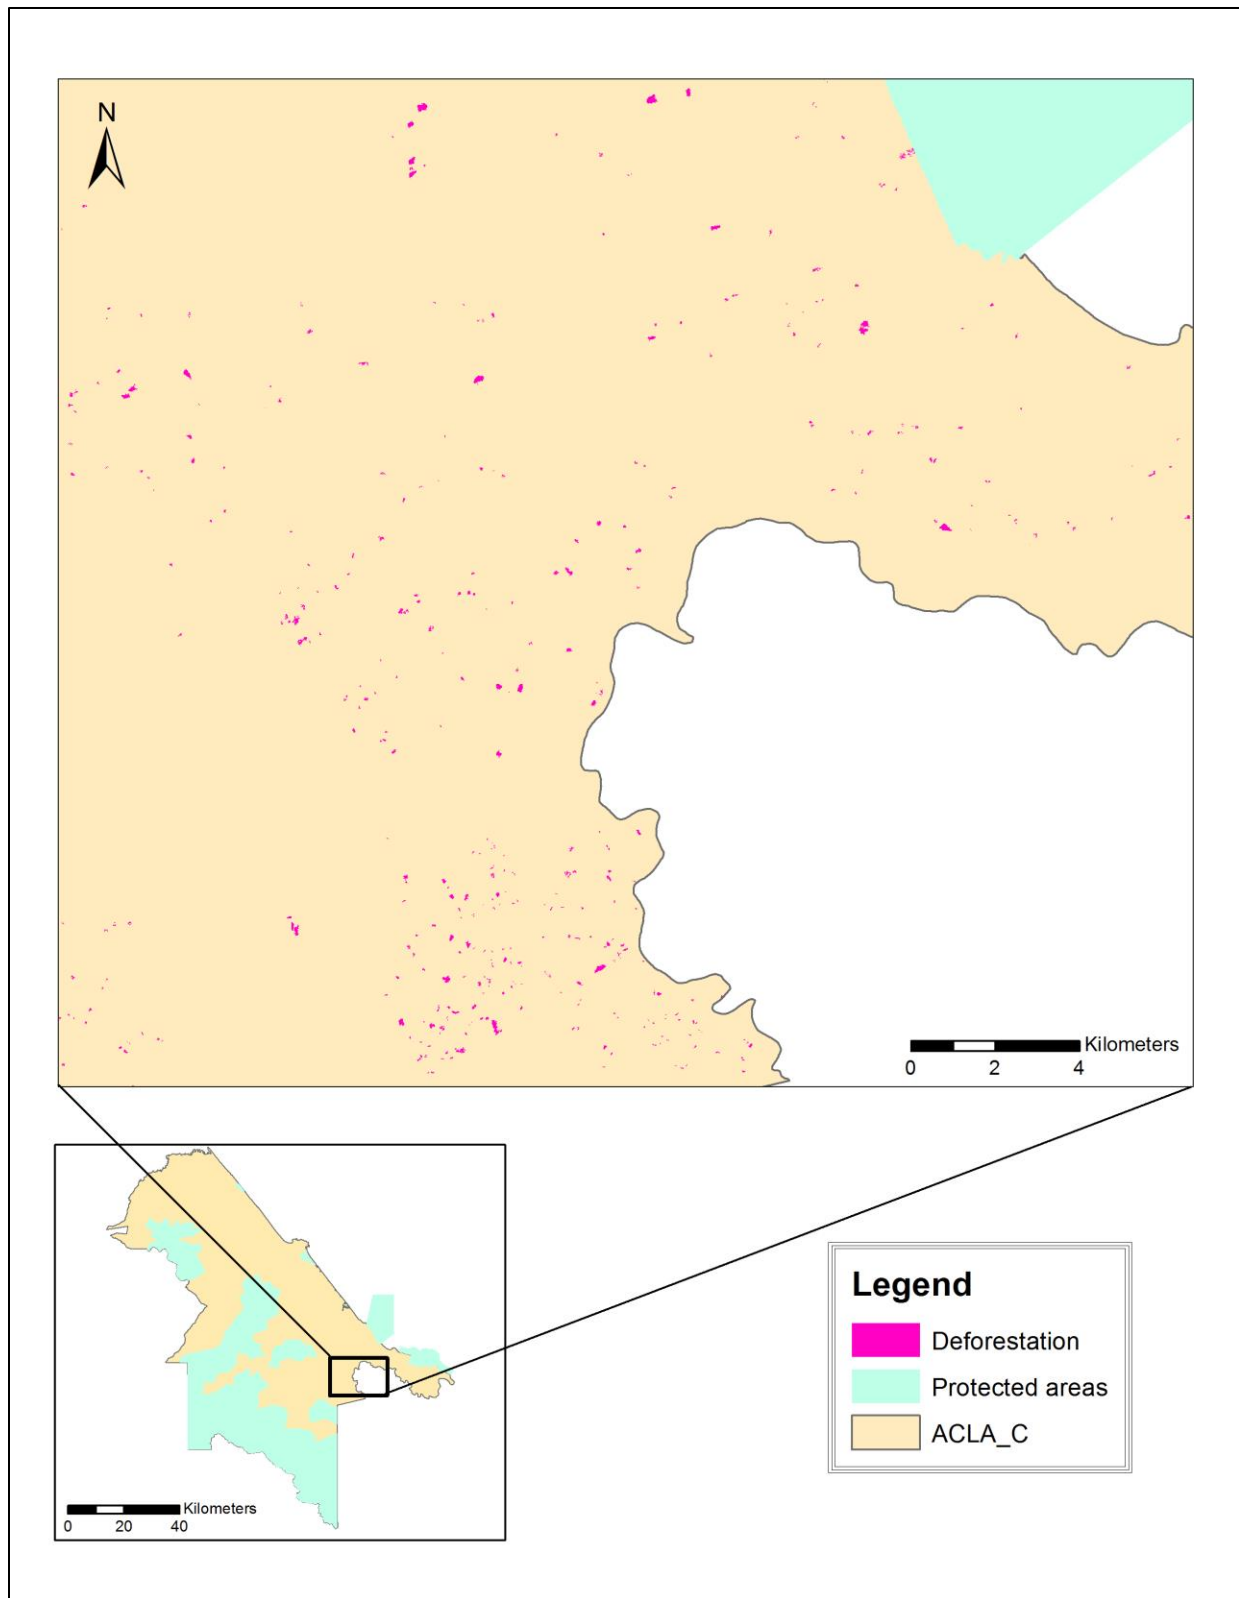 N
Kilometers
0 2 4
Kilometers
0 20 40
Legend
Deforestation
Protected areas
ACLA_C